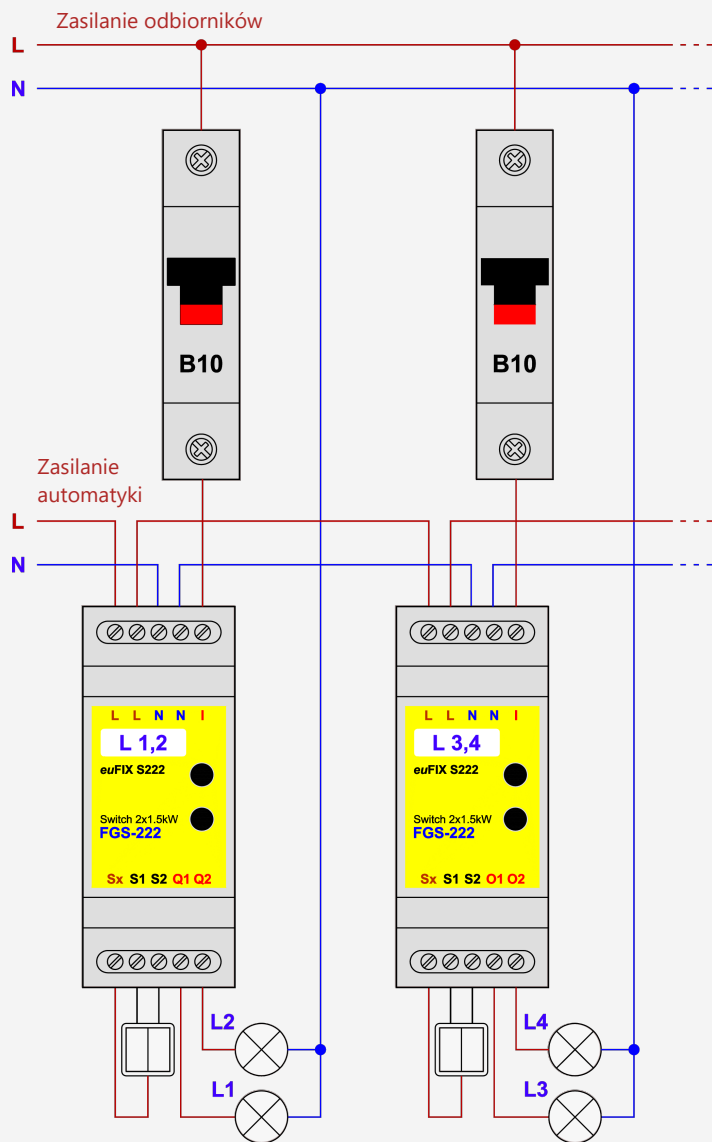 Zasilanie odbiorników
L
N
B10 B10
Zasilanie
automatyki
L
N
L L N N I L L N N I
L 1,2 L 3,4
euFIX S222 euFIX S222
Switch 2x1.5kW Switch 2x1.5kW
FGS-222 FGS-222
Sx S1 S2 Q1 Q2 Sx S1 S2 O1 O2
L2 L4
L1 L3